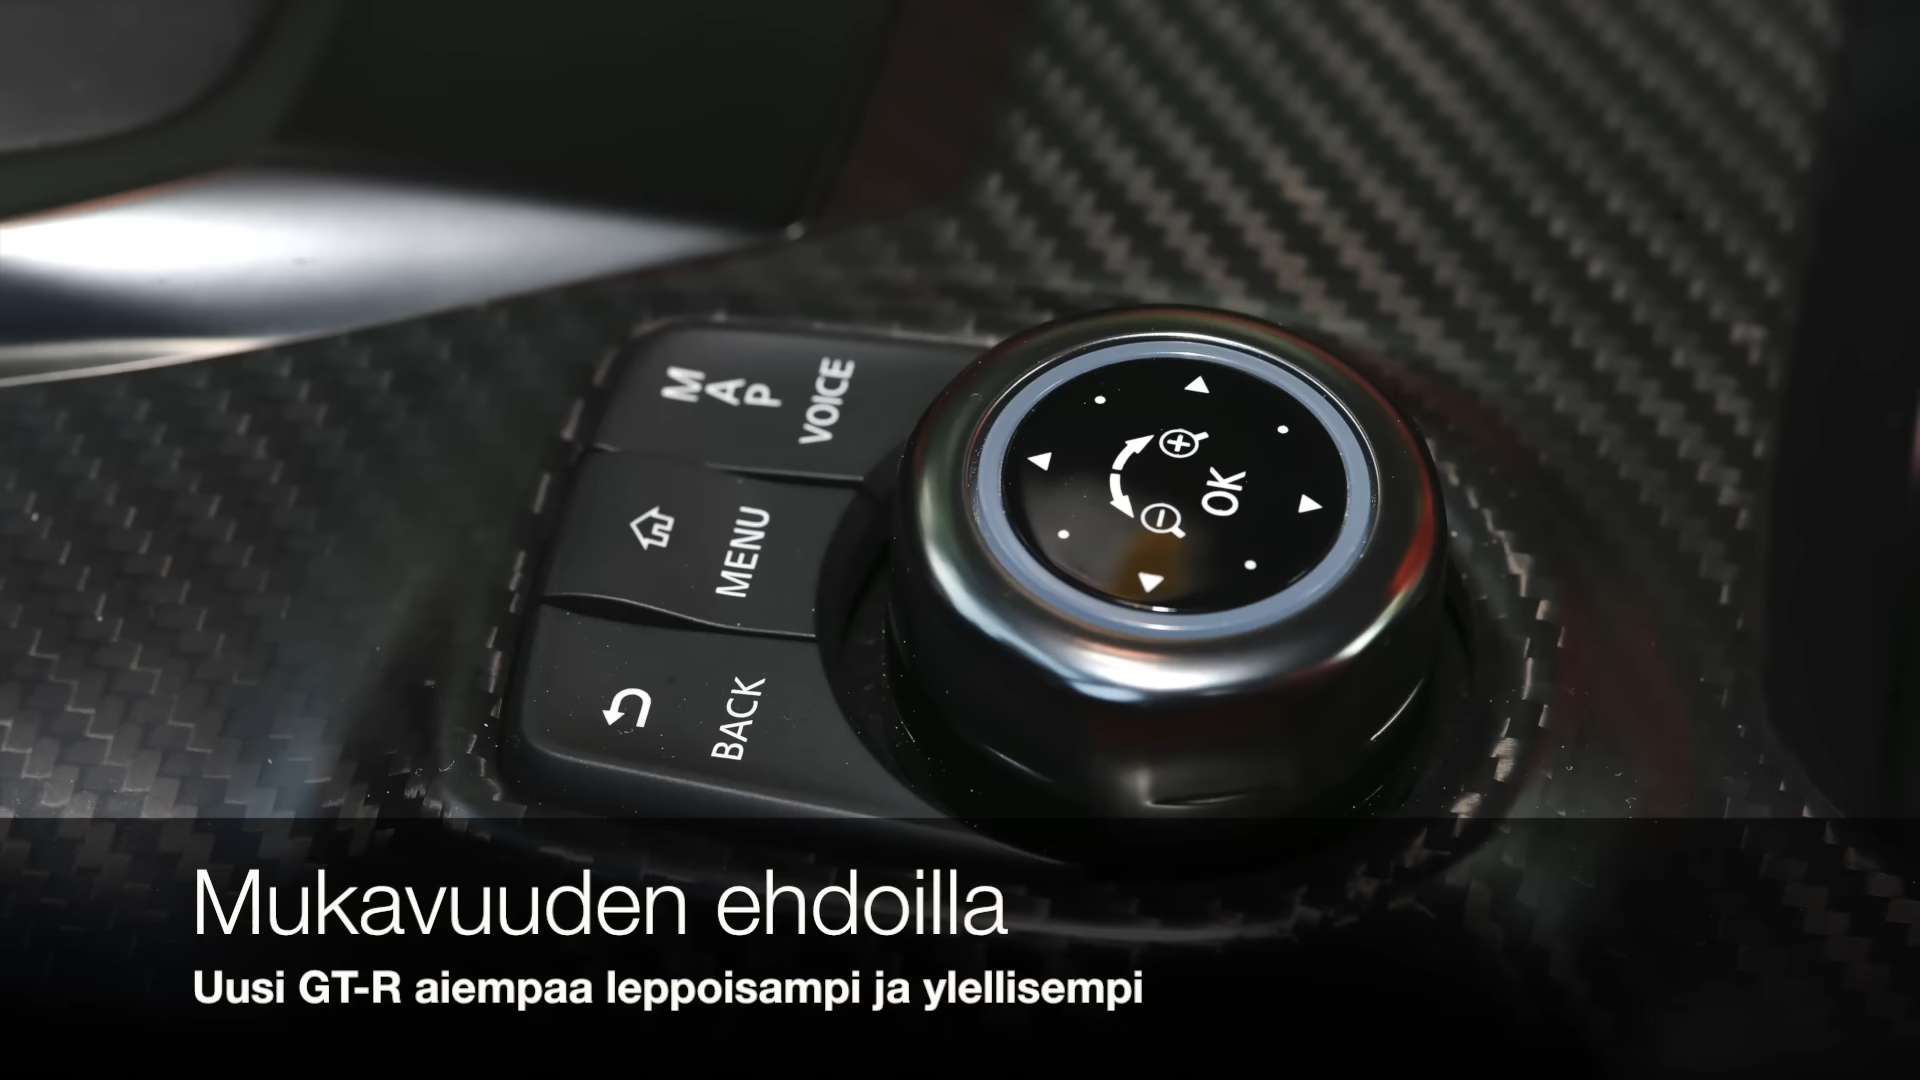 MAP
VOICE
MENU
BACK
OK
Mukavuuden ehdoilla
Uusi GT-R aiempaa leppoisampi ja ylellisempi